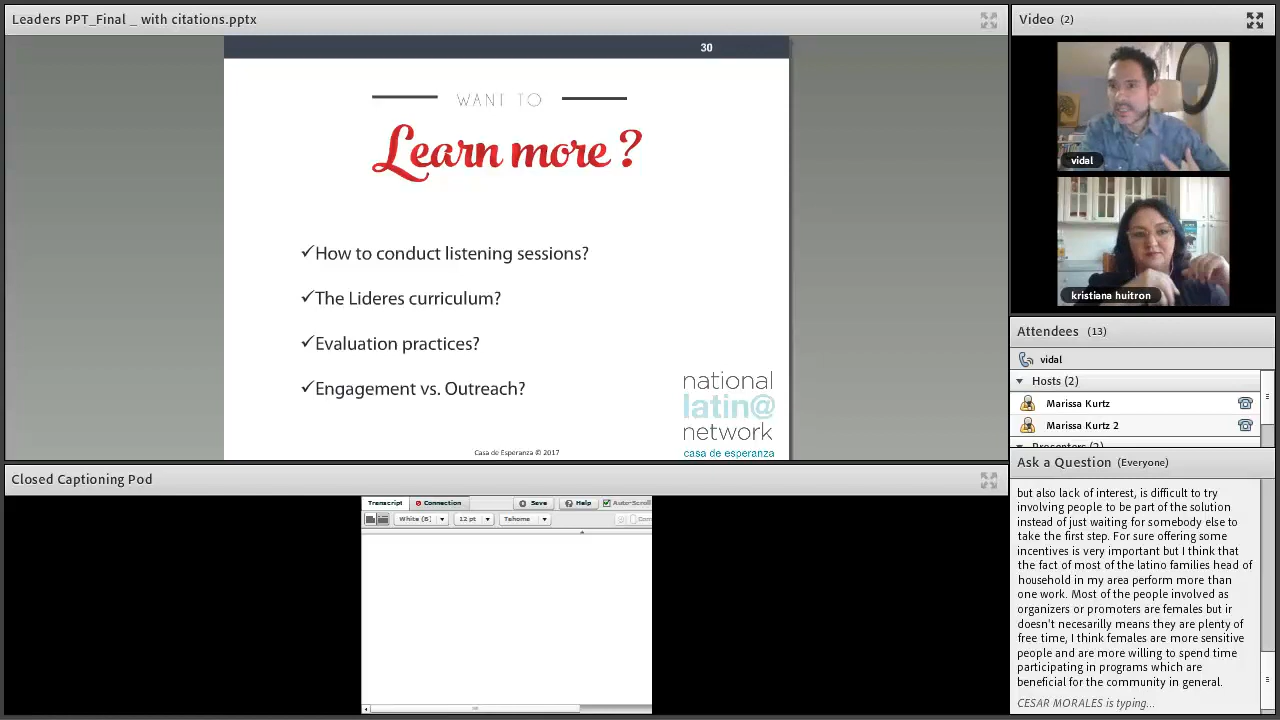 Leaders PPT_Final _ with citations.pptx
30
WANT TO
Learn more ?
✓How to conduct listening sessions?
✓The Lideres curriculum?
✓Evaluation practices?
✓Engagement vs. Outreach?
national
latin@
network
casa de esperanza
Casa de Esperanza © 2017
Closed Captioning Pod
Transcript Connection Save Help Auto-Scroll
White (B) 12 pt Tahoma
Video (2)
vidal
kristiana huitron
Attendees (13)
vidal
Hosts (2)
Marissa Kurtz
Marissa Kurtz 2
Presenters (2)
Ask a Question (Everyone)
but also lack of interest, is difficult to try
involving people to be part of the solution
instead of just waiting for somebody else to
take the first step. For sure offering some
incentives is very important but I think that
the fact of most of the latino families head of
household in my area perform more than
one work. Most of the people involved as
organizers or promoters are females but ir
doesn't necesarilly means they are plenty of
free time, I think females are more sensitive
people and are more willing to spend time
participating in programs which are
beneficial for the community in general.
CESAR MORALES is typing...